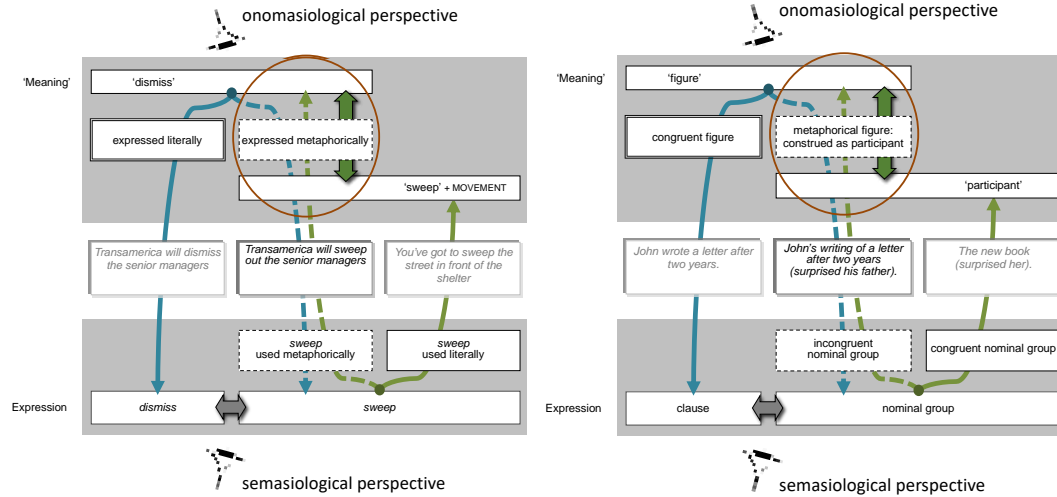 onomasiological perspective
'Meaning'
'dismiss'
expressed literally
expressed metaphorically
'sweep' + MOVEMENT
Transamerica will dismiss
the senior managers
Transamerica will sweep
out the senior managers
You've got to sweep the
street in front of the
shelter
sweep
used metaphorically
sweep
used literally
Expression
dismiss
sweep
semasiological perspective
onomasiological perspective
'Meaning'
'figure'
congruent figure
metaphorical figure:
construed as participant
'participant'
John wrote a letter after
two years.
John's writing of a letter
after two years
(surprised his father).
The new book
(surprised her).
incongruent
nominal group
congruent nominal group
Expression
clause
nominal group
semasiological perspective